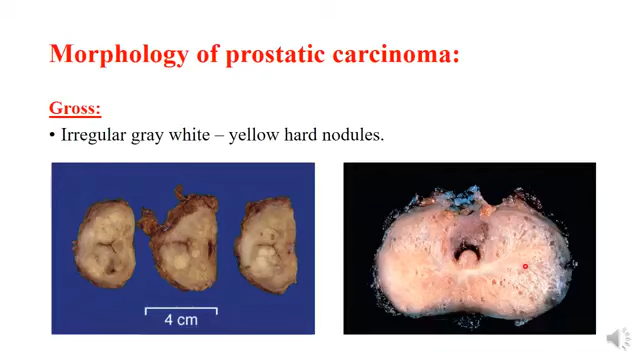 Morphology of prostatic carcinoma:
Gross:
• Irregular gray white – yellow hard nodules.
4 cm